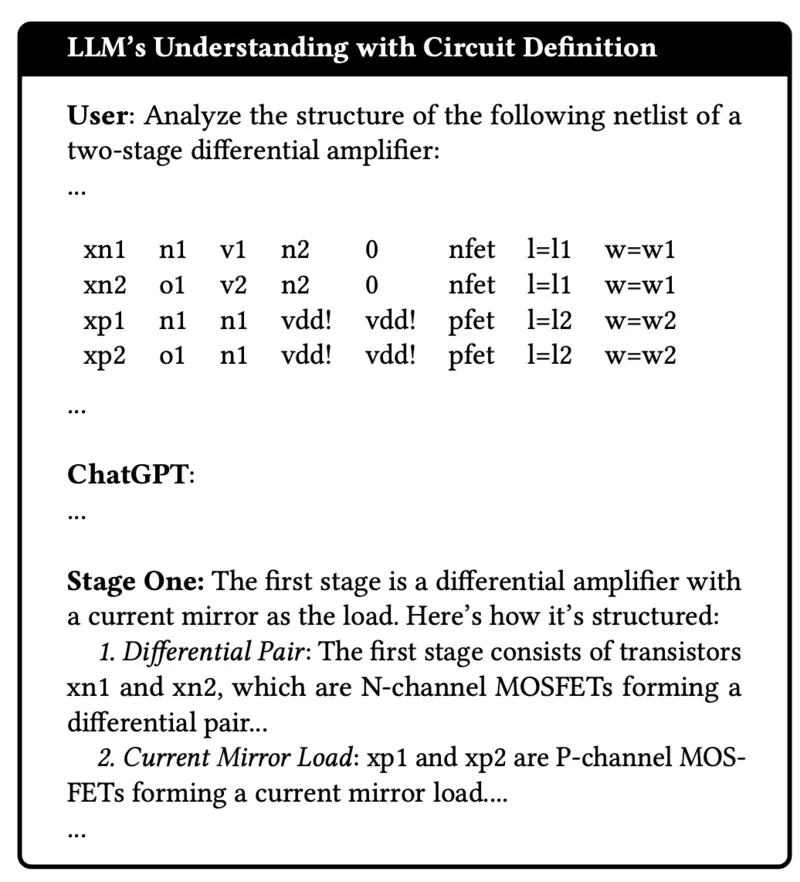 LLM’s Understanding with Circuit Definition
User: Analyze the structure of the following netlist of a
two-stage differential amplifier:
...
xn1 n1 v1 n2 0 nfet l=l1 w=w1
xn2 o1 v2 n2 0 nfet l=l1 w=w1
xp1 n1 n1 vdd! vdd! pfet l=l2 w=w2
xp2 o1 n1 vdd! vdd! pfet l=l2 w=w2
...
ChatGPT:
...
Stage One: The first stage is a differential amplifier with
a current mirror as the load. Here’s how it’s structured:
1. Differential Pair: The first stage consists of transistors
xn1 and xn2, which are N-channel MOSFETs forming a
differential pair...
2. Current Mirror Load: xp1 and xp2 are P-channel MOS-
FETs forming a current mirror load....
...